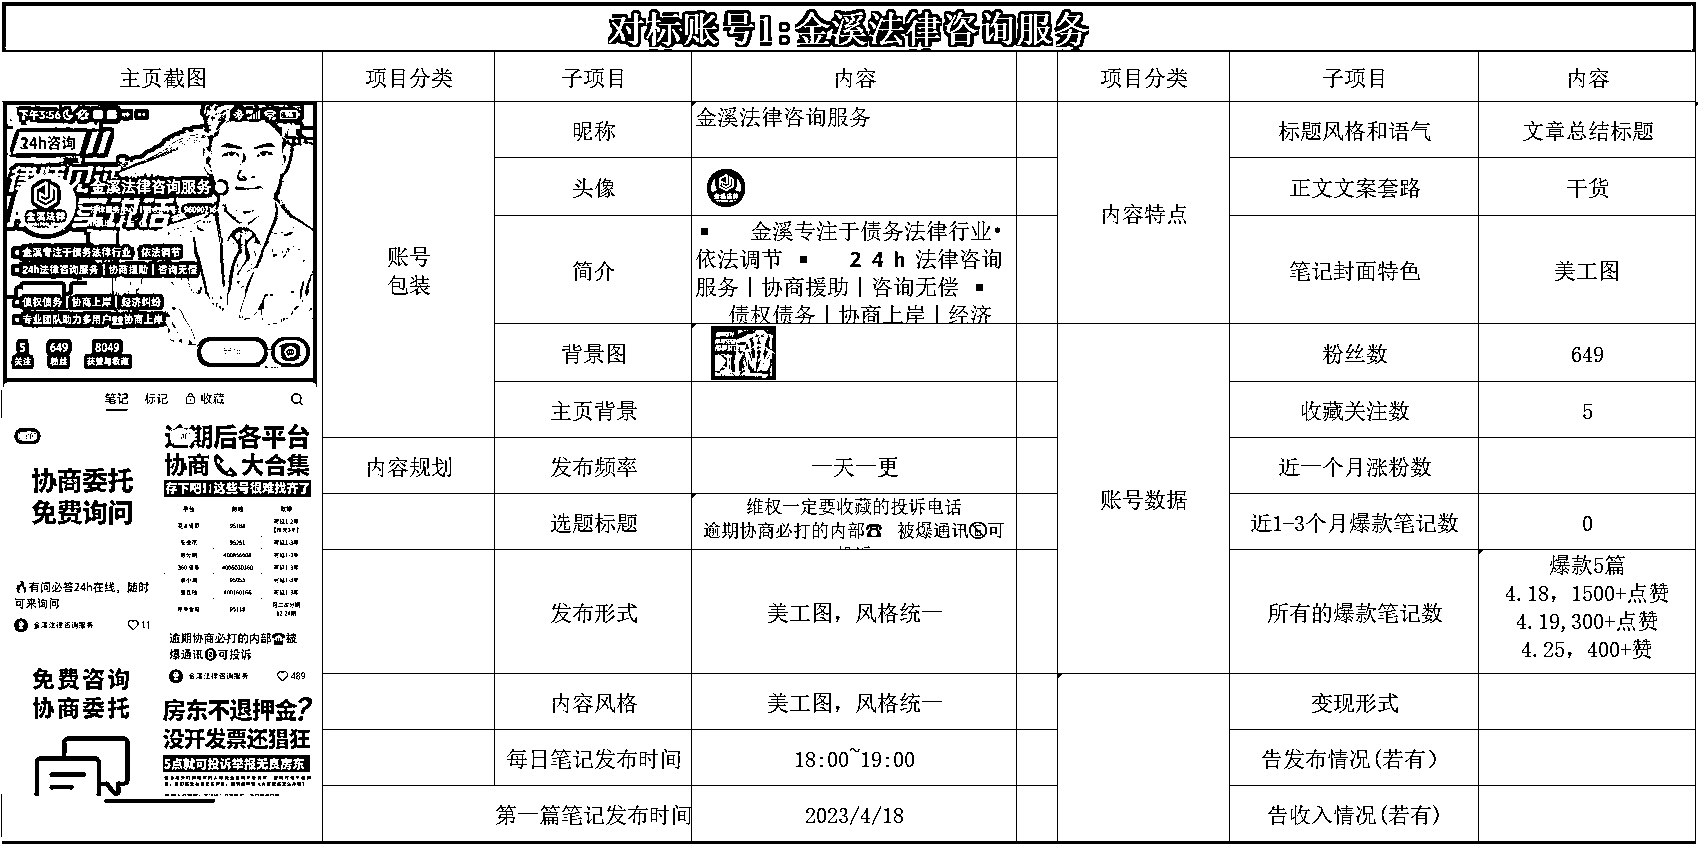 对标账号1:金溪法律咨询服务
主页截图 项目分类 子项目 内容 项目分类 子项目 内容
下午3:56
24h咨询
金溪法律咨询服务
金溪法律
▪金溪专注于债务法律行业 依法调节
▪24h法律咨询服务|协商援助|咨询无偿
▪债权债务|协商上岸|经济纠纷
5 649 8049
关注 粉丝 获赞与收藏
笔记 标记 收藏
协商委托
免费询问
🔥有问必答24h在线，随时
可来询问
金溪法律咨询服务 11
逾期后各平台
协商📞大合集
存下吧!!这些号很难找齐了
逾期协商必打的内部☎被
爆通讯可投诉
金溪法律咨询服务 489
免费咨询
协商委托
房东不退押金?
没开发票还猖狂
5点就可投诉举报无良房东
账号
包装
昵称 金溪法律咨询服务
头像
简介
▪ 金溪专注于债务法律行业•
依法调节 ▪ 24h法律咨询
服务|协商援助|咨询无偿 ▪
债权债务|协商上岸|经济
背景图
主页背景
内容规划 发布频率 一天一更
选题标题
维权一定要收藏的投诉电话
逾期协商必打的内部☎ 被爆通讯可
发布形式 美工图，风格统一
内容风格 美工图，风格统一
每日笔记发布时间 18:00~19:00
第一篇笔记发布时间 2023/4/18
内容特点
标题风格和语气 文章总结标题
正文文案套路 干货
笔记封面特色 美工图
账号数据
粉丝数 649
收藏关注数 5
近一个月涨粉数
近1-3个月爆款笔记数 0
所有的爆款笔记数
爆款5篇
4.18，1500+点赞
4.19,300+点赞
4.25，400+赞
变现形式
告发布情况(若有)
告收入情况(若有)